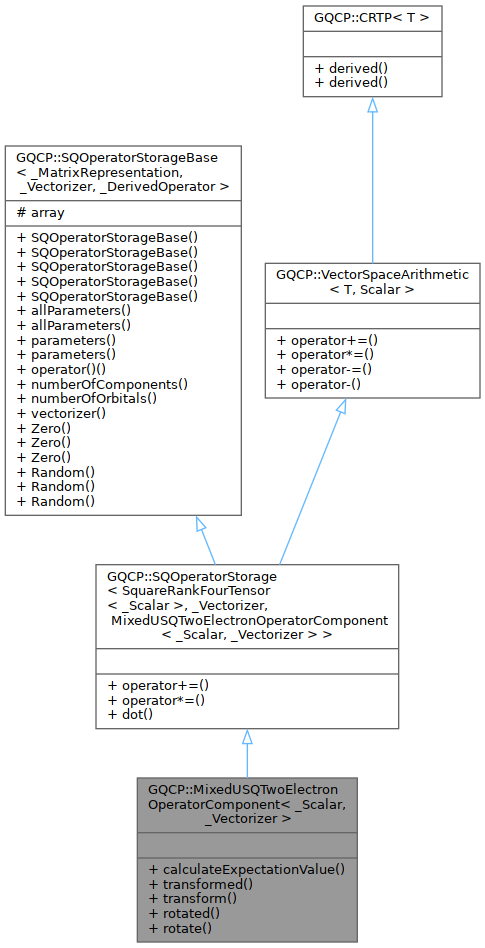 GQCP::CRTP< T >
+ derived()
+ derived()
GQCP::SQOperatorStorageBase
< _MatrixRepresentation,
_Vectorizer, _DerivedOperator >
# array
+ SQOperatorStorageBase()
+ SQOperatorStorageBase()
+ SQOperatorStorageBase()
+ SQOperatorStorageBase()
+ SQOperatorStorageBase()
+ allParameters()
+ allParameters()
+ parameters()
+ parameters()
+ operator()()
+ numberOfComponents()
+ numberOfOrbitals()
+ vectorizer()
+ Zero()
+ Zero()
+ Zero()
+ Random()
+ Random()
+ Random()
GQCP::VectorSpaceArithmetic
< T, Scalar >
+ operator+=()
+ operator*=()
+ operator-=()
+ operator-()
GQCP::SQOperatorStorage
< SquareRankFourTensor
< _Scalar >, _Vectorizer,
MixedUSQTwoElectronOperatorComponent
< _Scalar, _Vectorizer > >
+ operator+=()
+ operator*=()
+ dot()
GQCP::MixedUSQTwoElectron
OperatorComponent< _Scalar,
_Vectorizer >
+ calculateExpectationValue()
+ transformed()
+ transform()
+ rotated()
+ rotate()